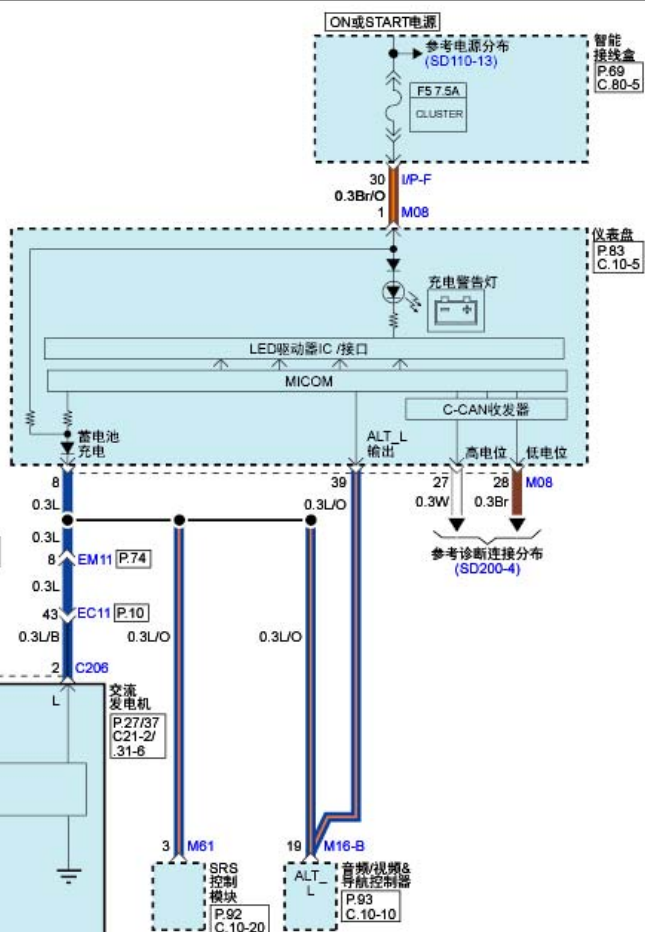 ON或START电源
参考电源分布
(SD110-13)
智能
接线盒
P.69
C.80-5
F5 7.5A
CLUSTER
30 I/P-F
0.3Br/O
1 M08
仪表盘
P.83
C.10-5
充电警告灯
LED驱动器IC /接口
MICOM
C-CAN收发器
蓄电池
充电
ALT_L
输出
高电位 低电位
8 39 27 28 M08
0.3L 0.3L/O 0.3W 0.3Br
0.3L
8 EM11 P.74
参考诊断连接分布
(SD200-4)
0.3L
43 EC11 P.10
0.3L/B 0.3L/O 0.3L/O
2 C206
L
交流
发电机
P.27/37
C21-2/
.31-6
3 M61 19 M16-B
SRS
控制
模块
P.92
C.10-20
ALT_
L
音频/视频&
导航控制器
P.93
C.10-10